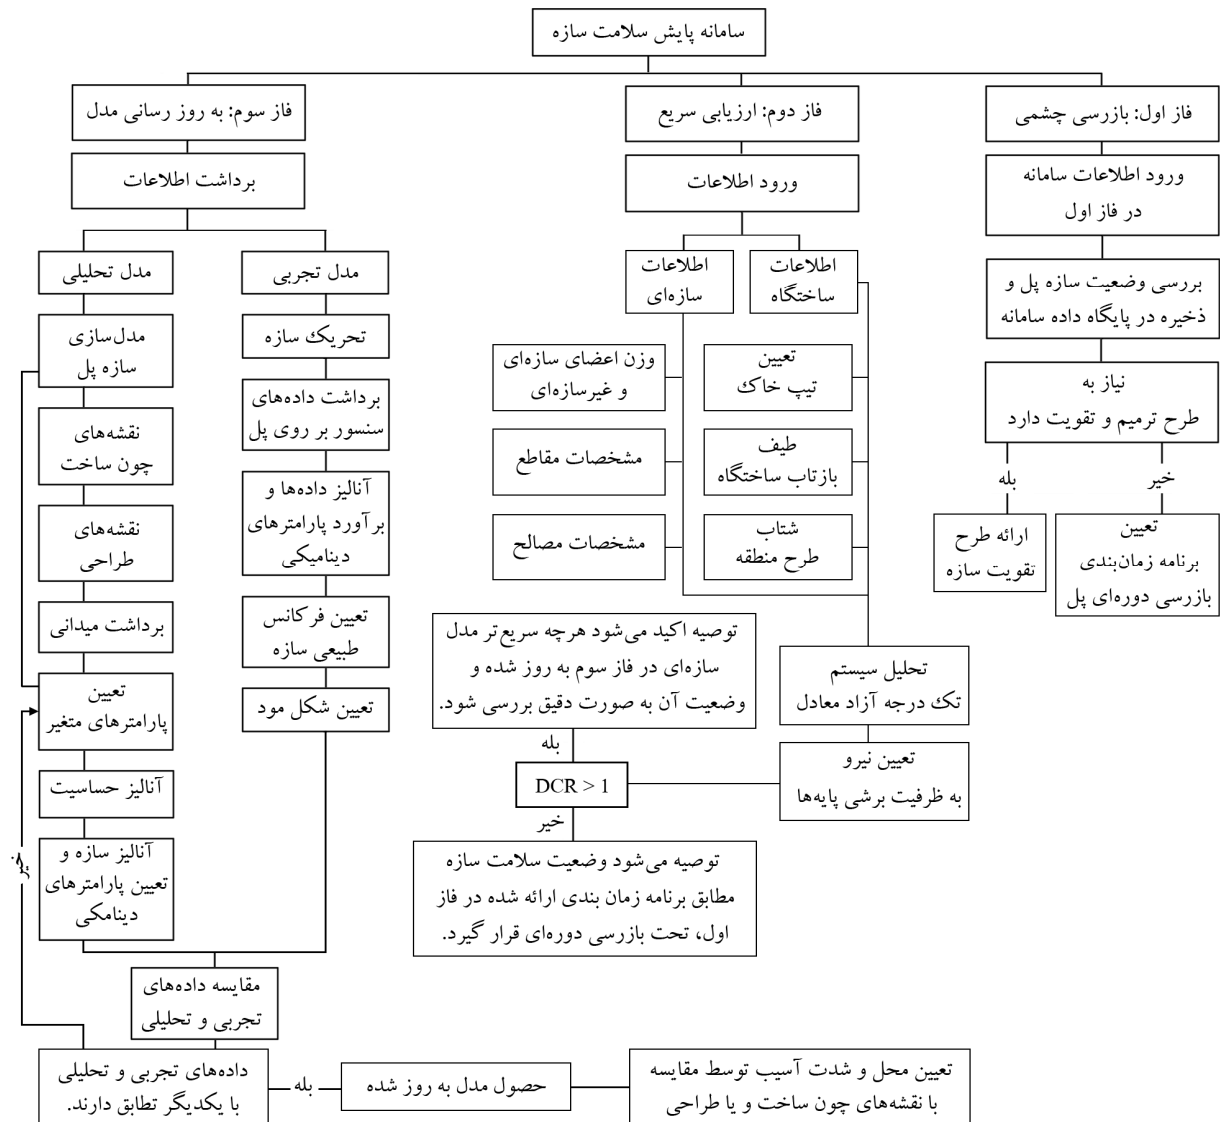 سامانه پایش سلامت سازه
فاز اول: بازرسی چشمی
ورود اطلاعات سامانه
در فاز اول
بررسی وضعیت سازه پل و
ذخیره در پایگاه داده سامانه
نیاز به
طرح ترمیم و تقویت دارد
خیر
بله
تعیین
برنامه زمان‌بندی
بازرسی دوره‌ای پل
ارائه طرح
تقویت سازه
فاز دوم: ارزیابی سریع
ورود اطلاعات
اطلاعات
ساختگاه
اطلاعات
سازه‌ای
تعیین
تیپ خاک
طیف
بازتاب ساختگاه
شتاب
طرح منطقه
وزن اعضای سازه‌ای
و غیرسازه‌ای
مشخصات مقاطع
مشخصات مصالح
تحلیل سیستم
تک درجه آزاد معادل
تعیین نیرو
به ظرفیت برشی پایه‌ها
توصیه اکید می‌شود هرچه سریع‌تر مدل
سازه‌ای در فاز سوم به روز شده و
وضعیت آن به صورت دقیق بررسی شود.
بله
DCR > 1
خیر
توصیه می‌شود وضعیت سلامت سازه
مطابق برنامه زمان بندی ارائه شده در فاز
اول، تحت بازرسی دوره‌ای قرار گیرد.
فاز سوم: به روز رسانی مدل
برداشت اطلاعات
مدل تجربی
تحریک سازه
برداشت داده‌های
سنسور بر روی پل
آنالیز داده‌ها و
برآورد پارامترهای
دینامیکی
تعیین فرکانس
طبیعی سازه
تعیین شکل مود
مدل تحلیلی
مدل‌سازی
سازه پل
نقشه‌های
چون ساخت
نقشه‌های
طراحی
برداشت میدانی
تعیین
پارامترهای متغیر
آنالیز حساسیت
آنالیز سازه و
تعیین پارامترهای
دینامکی
خیر
مقایسه داده‌های
تجربی و تحلیلی
داده‌های تجربی و تحلیلی
با یکدیگر تطابق دارند.
بله
حصول مدل به روز شده
تعیین محل و شدت آسیب توسط مقایسه
با نقشه‌های چون ساخت و یا طراحی